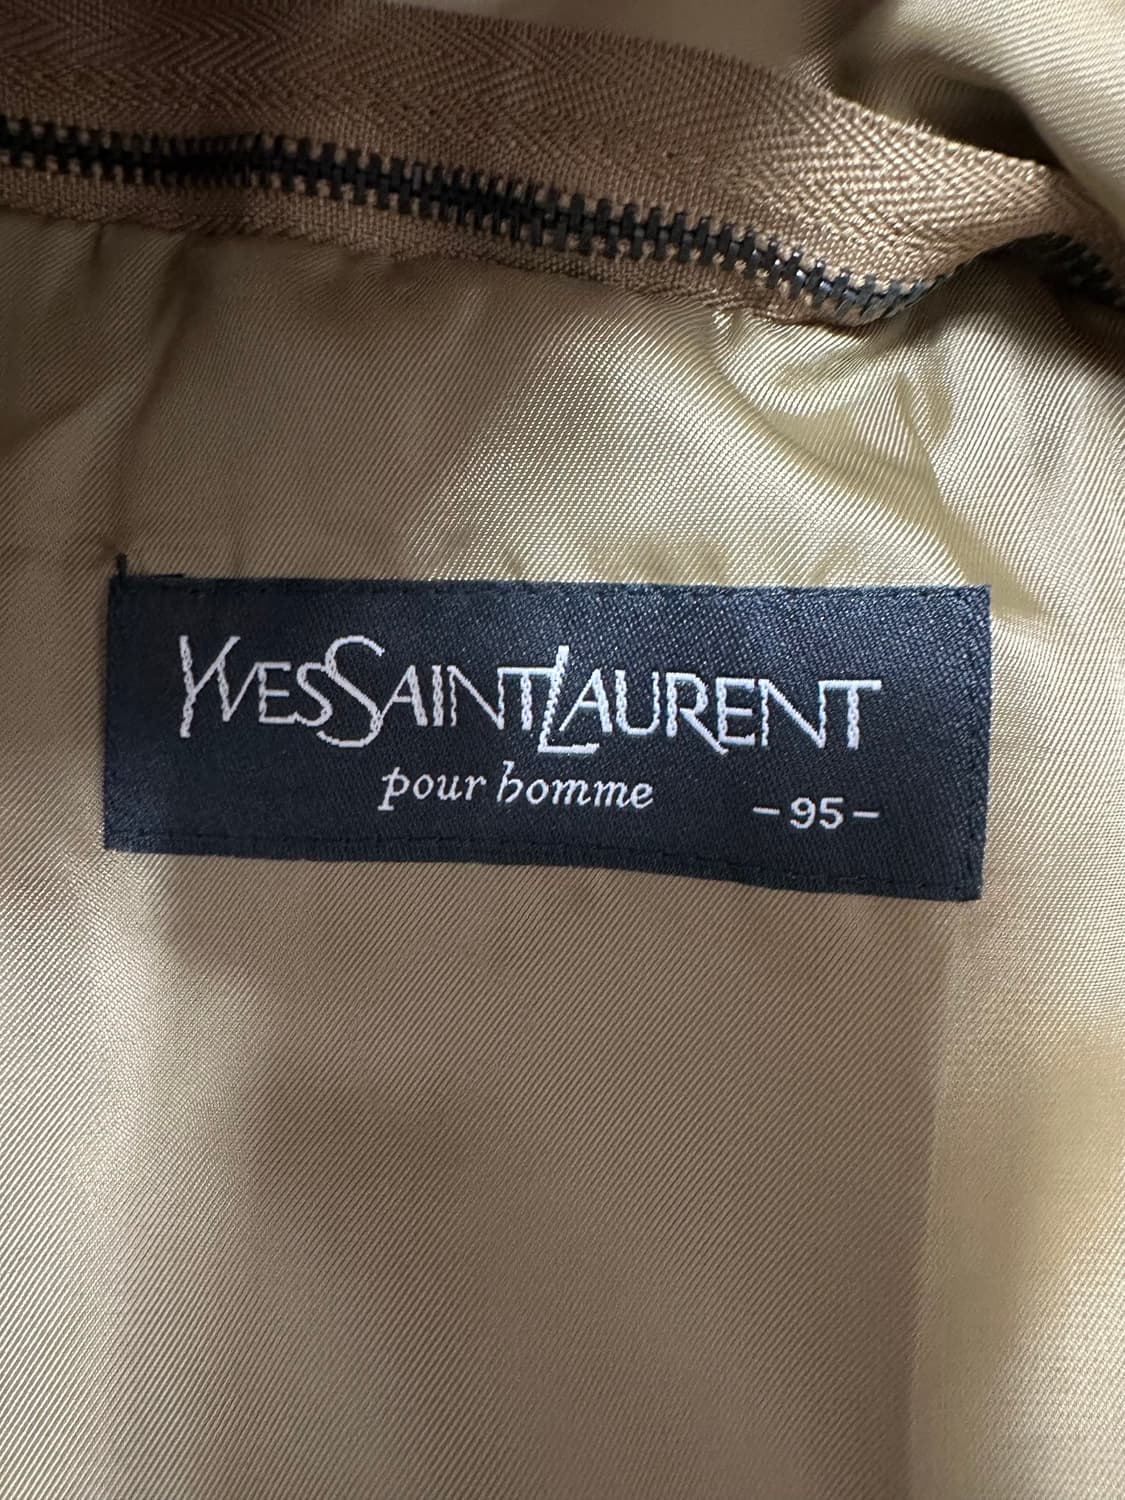 YVESSAINTLAURENT
pour homme
-95-